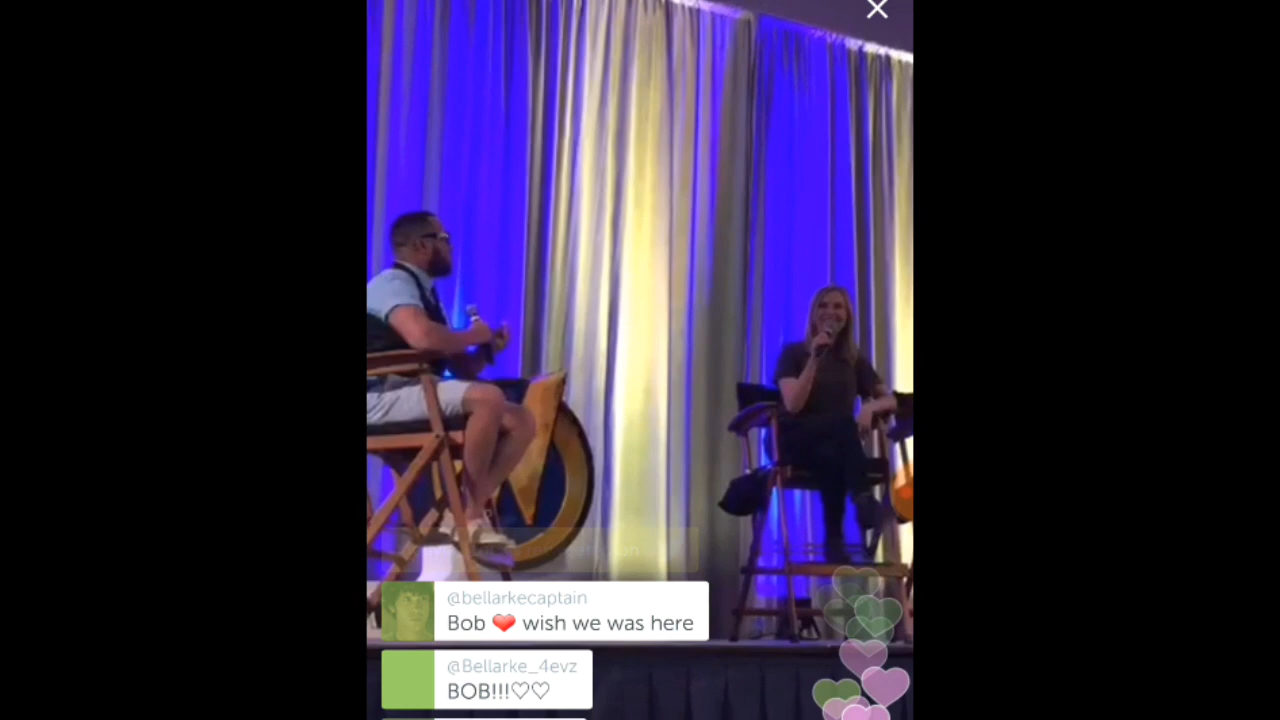 @bellarkecaptain
Bob ❤ wish we was here
@Bellarke_4evz
BOB!!!♡♡